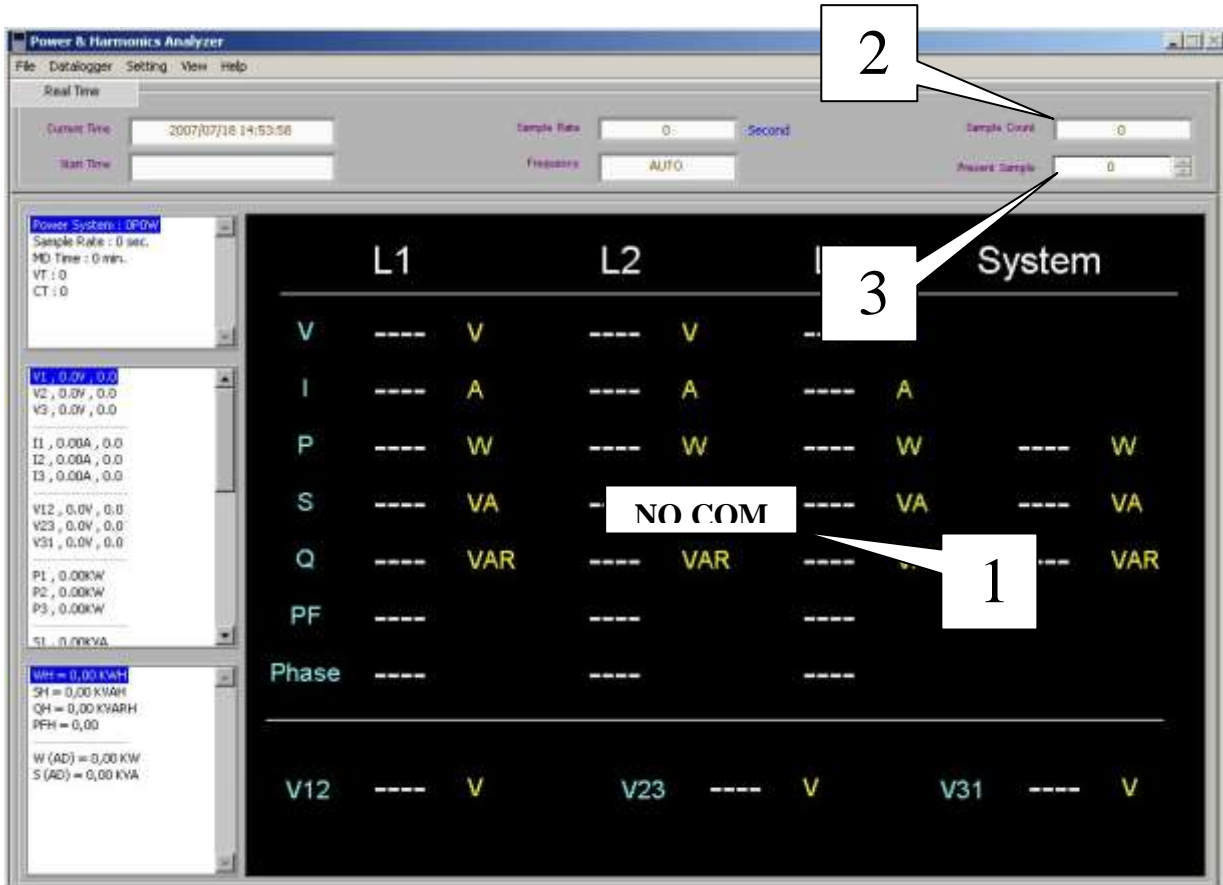 2
Power & Harmonics Analyzer
File Datalogger Setting View Help
Real Time
Current Time 2007/07/18 14:53:58 Sample Rate 0 Second Sample Count 0
Start Time Frequency AUTO Present Sample 0
Power System : 0P0W
Sample Rate : 0 sec.
MD Time : 0 min.
VT : 0
CT : 0
L1 L2 L System
3
V ---- V ---- V --
I ---- A ---- A ---- A
P ---- W ---- W ---- W ---- W
S ---- VA ---- VA ---- VA
NO COM
Q ---- VAR ---- VAR ---- ---- VAR
1
PF ---- ---- ----
Phase ---- ---- ----
V12 ---- V V23 ---- V V31 ---- V
V1 , 0.0V , 0.0
V2 , 0.0V , 0.0
V3 , 0.0V , 0.0
I1 , 0.00A , 0.0
I2 , 0.00A , 0.0
I3 , 0.00A , 0.0
V12 , 0.0V , 0.0
V23 , 0.0V , 0.0
V31 , 0.0V , 0.0
P1 , 0.00KW
P2 , 0.00KW
P3 , 0.00KW
S1 , 0.00KVA
WH = 0,00 KWH
SH = 0,00 KVAH
QH = 0,00 KVARH
PFH = 0,00
W (AD) = 0,00 KW
S (AD) = 0,00 KVA